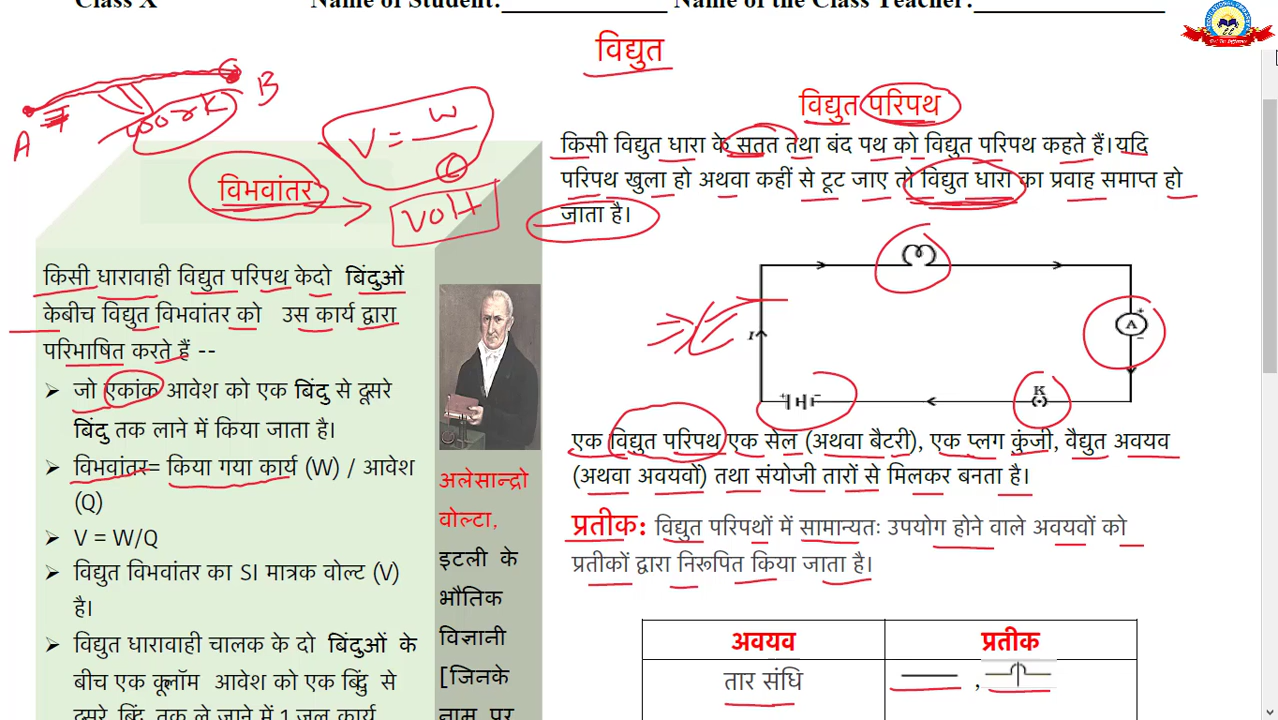 Class X Name of Student: Name of the Class Teacher:
विद्युत
A B
work
V = W/Q
Volt
विभवांतर
किसी धारावाही विद्युत परिपथ केदो बिंदुओं
केबीच विद्युत विभवांतर को उस कार्य द्वारा
परिभाषित करते हैं --
जो एकांक आवेश को एक बिंदु से दूसरे
बिंदु तक लाने में किया जाता है।
विभवांतर= किया गया कार्य (W) / आवेश
(Q)
V = W/Q
विद्युत विभवांतर का SI मात्रक वोल्ट (V)
है।
विद्युत धारावाही चालक के दो बिंदुओं के
बीच एक कूलॉम आवेश को एक बिंदु से
दूसरे बिंदु तक ले जाने में 1 जूल कार्य
अलेसान्द्रो
वोल्टा,
इटली के
भौतिक
विज्ञानी
[जिनके
नाम पर
विद्युत परिपथ
किसी विद्युत धारा के सतत तथा बंद पथ को विद्युत परिपथ कहते हैं।यदि
परिपथ खुला हो अथवा कहीं से टूट जाए तो विद्युत धारा का प्रवाह समाप्त हो
जाता है।
I
+ A −
+ −
K
एक विद्युत परिपथ एक सेल (अथवा बैटरी), एक प्लग कुंजी, वैद्युत अवयव
(अथवा अवयवों) तथा संयोजी तारों से मिलकर बनता है।
प्रतीक: विद्युत परिपथों में सामान्यतः उपयोग होने वाले अवयवों को
प्रतीकों द्वारा निरूपित किया जाता है।
अवयव प्रतीक
तार संधि ,